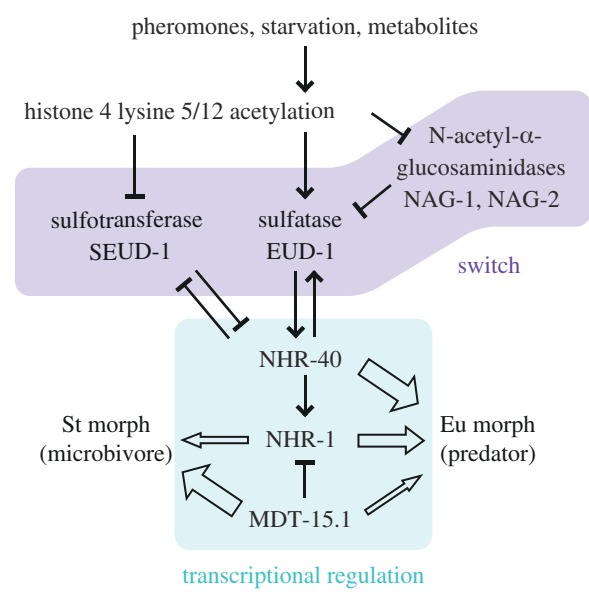 pheromones, starvation, metabolites
histone 4 lysine 5/12 acetylation
N-acetyl-α-
glucosaminidases
NAG-1, NAG-2
sulfotransferase
SEUD-1
sulfatase
EUD-1
switch
NHR-40
St morph
(microbivore)
NHR-1
Eu morph
(predator)
MDT-15.1
transcriptional regulation